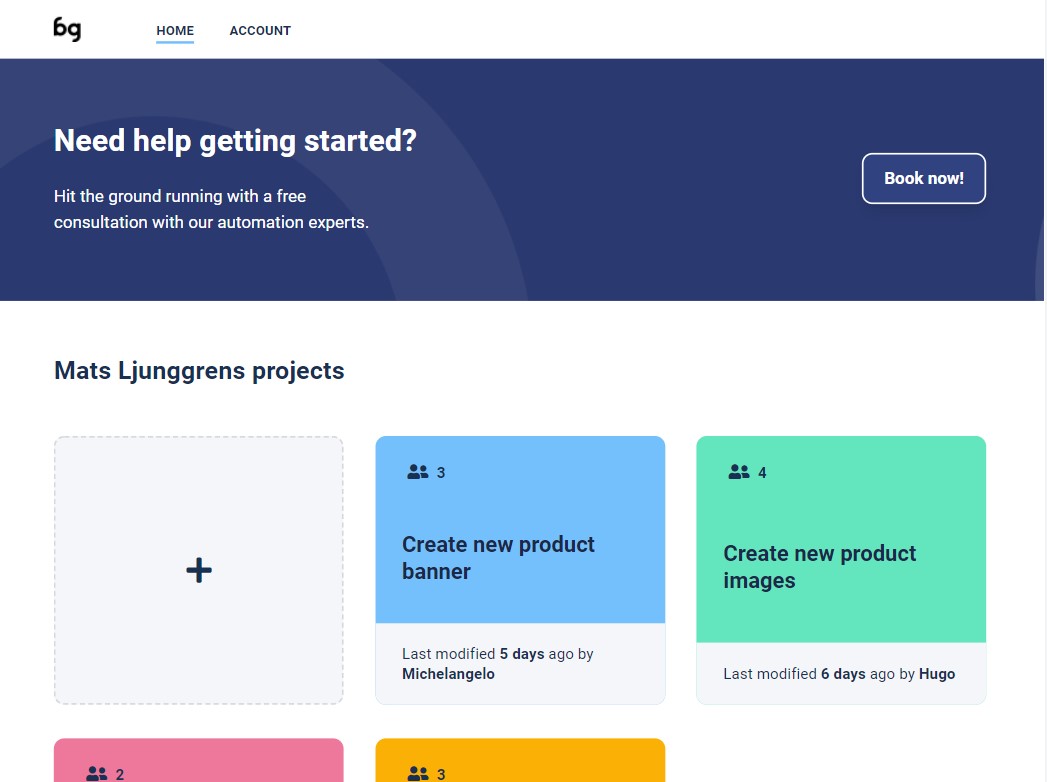 bg
HOME
ACCOUNT
Need help getting started?
Hit the ground running with a free
consultation with our automation experts.
Book now!
Mats Ljunggrens projects
3
Create new product
banner
Last modified 5 days ago by
Michelangelo
4
Create new product
images
Last modified 6 days ago by Hugo
2
3